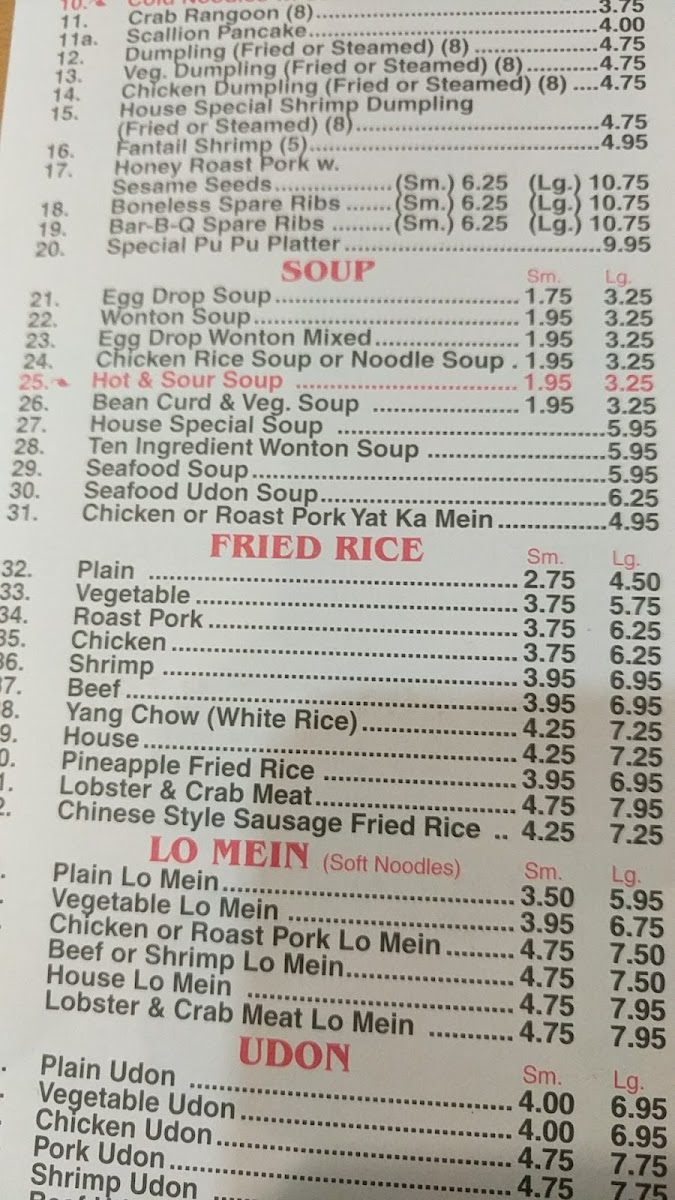 10. Cold Noodles
11. Crab Rangoon (8)..............................3.75
11a. Scallion Pancake..............................4.00
12. Dumpling (Fried or Steamed) (8) ................4.75
13. Veg. Dumpling (Fried or Steamed) (8)..........4.75
14. Chicken Dumpling (Fried or Steamed) (8) ....4.75
15. House Special Shrimp Dumpling
(Fried or Steamed) (8)..............................4.75
16. Fantail Shrimp (5)..............................4.95
17. Honey Roast Pork w.
Sesame Seeds..................(Sm.) 6.25 (Lg.) 10.75
18. Boneless Spare Ribs .......(Sm.) 6.25 (Lg.) 10.75
19. Bar-B-Q Spare Ribs .........(Sm.) 6.25 (Lg.) 10.75
20. Special Pu Pu Platter..............................9.95
SOUP Sm. Lg.
21. Egg Drop Soup.............................. 1.75 3.25
22. Wonton Soup.............................. 1.95 3.25
23. Egg Drop Wonton Mixed...................... 1.95 3.25
24. Chicken Rice Soup or Noodle Soup . 1.95 3.25
25. Hot & Sour Soup .............................. 1.95 3.25
26. Bean Curd & Veg. Soup .................... 1.95 3.25
27. House Special Soup ..............................5.95
28. Ten Ingredient Wonton Soup ........................5.95
29. Seafood Soup..............................5.95
30. Seafood Udon Soup..............................6.25
31. Chicken or Roast Pork Yat Ka Mein...............4.95
FRIED RICE Sm. Lg.
32. Plain .............................. 2.75 4.50
33. Vegetable .............................. 3.75 5.75
34. Roast Pork .............................. 3.75 6.25
35. Chicken .............................. 3.75 6.25
36. Shrimp .............................. 3.95 6.95
37. Beef .............................. 3.95 6.95
8. Yang Chow (White Rice)...................... 4.25 7.25
9. House .............................. 4.25 7.25
0. Pineapple Fried Rice .......................... 3.95 6.95
1. Lobster & Crab Meat............................ 4.75 7.95
2. Chinese Style Sausage Fried Rice .. 4.25 7.25
LO MEIN (Soft Noodles) Sm. Lg.
Plain Lo Mein.............................. 3.50 5.95
Vegetable Lo Mein .............................. 3.95 6.75
Chicken or Roast Pork Lo Mein.......... 4.75 7.50
Beef or Shrimp Lo Mein........................ 4.75 7.50
House Lo Mein .............................. 4.75 7.95
Lobster & Crab Meat Lo Mein ............ 4.75 7.95
UDON Sm. Lg.
Plain Udon .............................. 4.00 6.95
Vegetable Udon .............................. 4.00 6.95
Chicken Udon .............................. 4.75 7.75
Pork Udon .............................. 4.75 7.75
Shrimp Udon